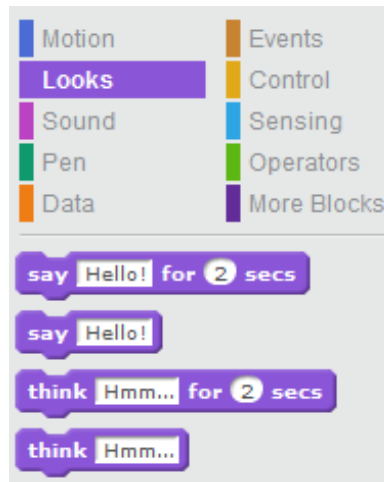 Motion Events
Looks Control
Sound Sensing
Pen Operators
Data More Blocks
say Hello! for 2 secs
say Hello!
think Hmm... for 2 secs
think Hmm...